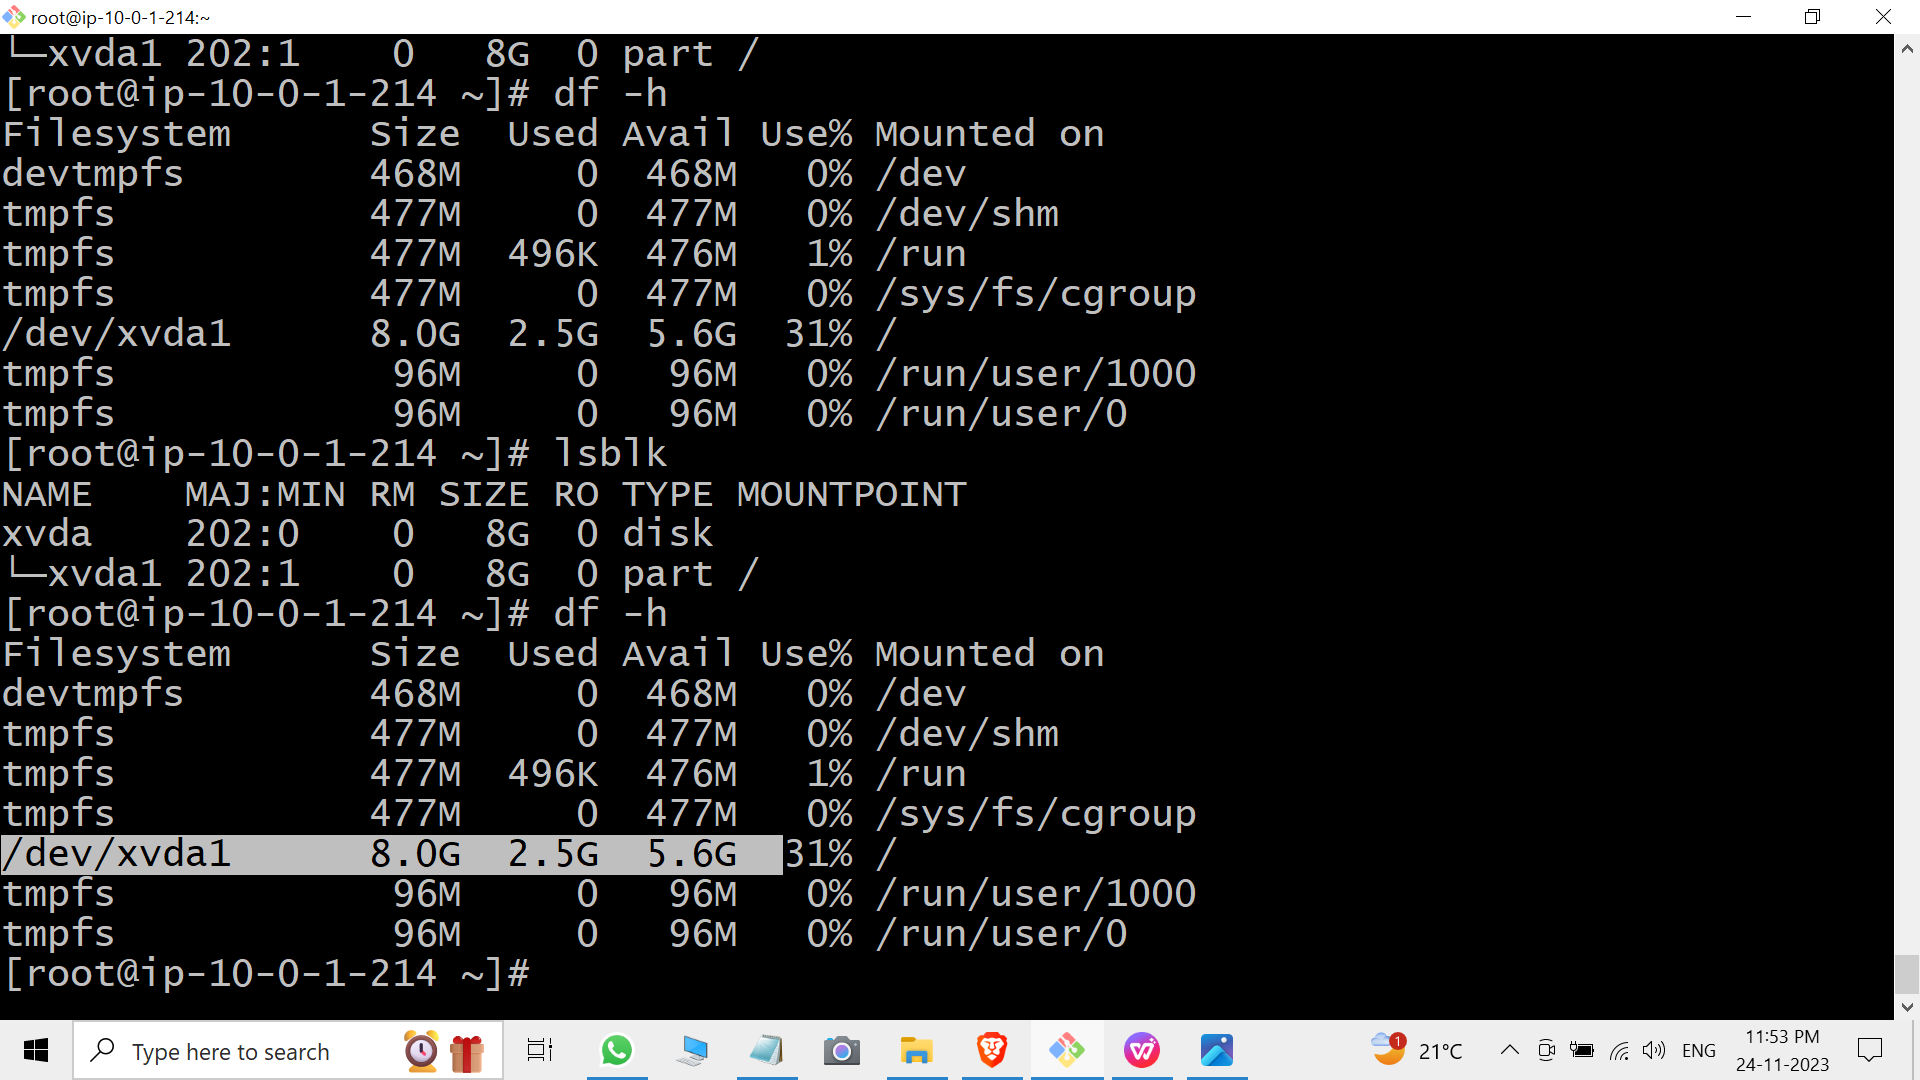 root@ip-10-0-1-214:~
└─xvda1 202:1    0   8G  0 part /
[root@ip-10-0-1-214 ~]# df -h
Filesystem      Size  Used Avail Use% Mounted on
devtmpfs        468M     0  468M   0% /dev
tmpfs           477M     0  477M   0% /dev/shm
tmpfs           477M  496K  476M   1% /run
tmpfs           477M     0  477M   0% /sys/fs/cgroup
/dev/xvda1      8.0G  2.5G  5.6G  31% /
tmpfs            96M     0   96M   0% /run/user/1000
tmpfs            96M     0   96M   0% /run/user/0
[root@ip-10-0-1-214 ~]# lsblk
NAME    MAJ:MIN RM SIZE RO TYPE MOUNTPOINT
xvda    202:0    0   8G  0 disk
└─xvda1 202:1    0   8G  0 part /
[root@ip-10-0-1-214 ~]# df -h
Filesystem      Size  Used Avail Use% Mounted on
devtmpfs        468M     0  468M   0% /dev
tmpfs           477M     0  477M   0% /dev/shm
tmpfs           477M  496K  476M   1% /run
tmpfs           477M     0  477M   0% /sys/fs/cgroup
/dev/xvda1      8.0G  2.5G  5.6G  31% /
tmpfs            96M     0   96M   0% /run/user/1000
tmpfs            96M     0   96M   0% /run/user/0
[root@ip-10-0-1-214 ~]#
Type here to search
1
21°C
ENG
11:53 PM
24-11-2023